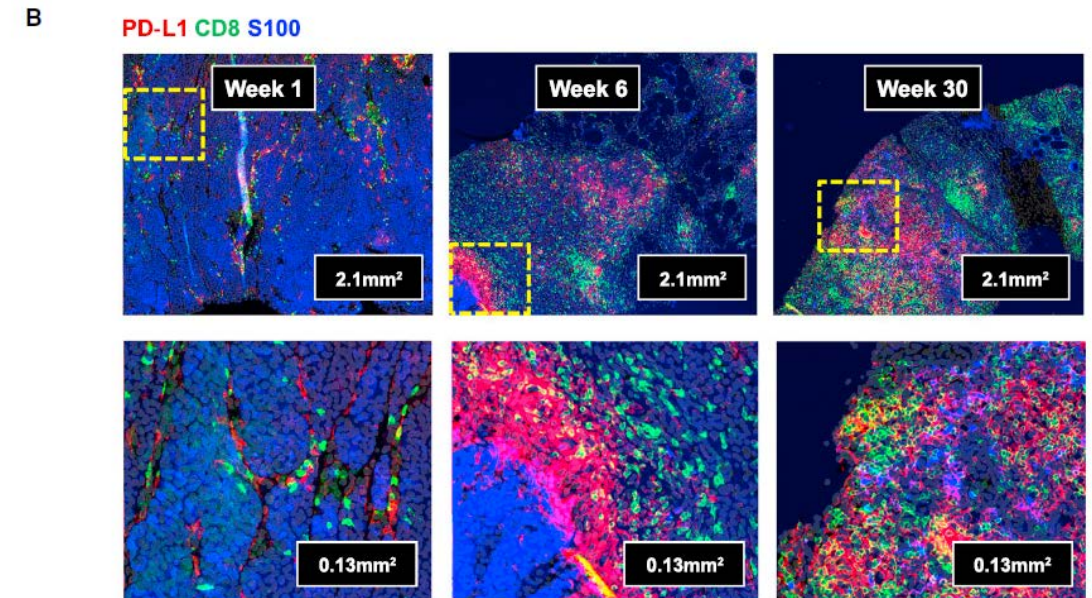 B
PD-L1 CD8 S100
Week 1 Week 6 Week 30
2.1mm² 2.1mm² 2.1mm²
0.13mm² 0.13mm² 0.13mm²